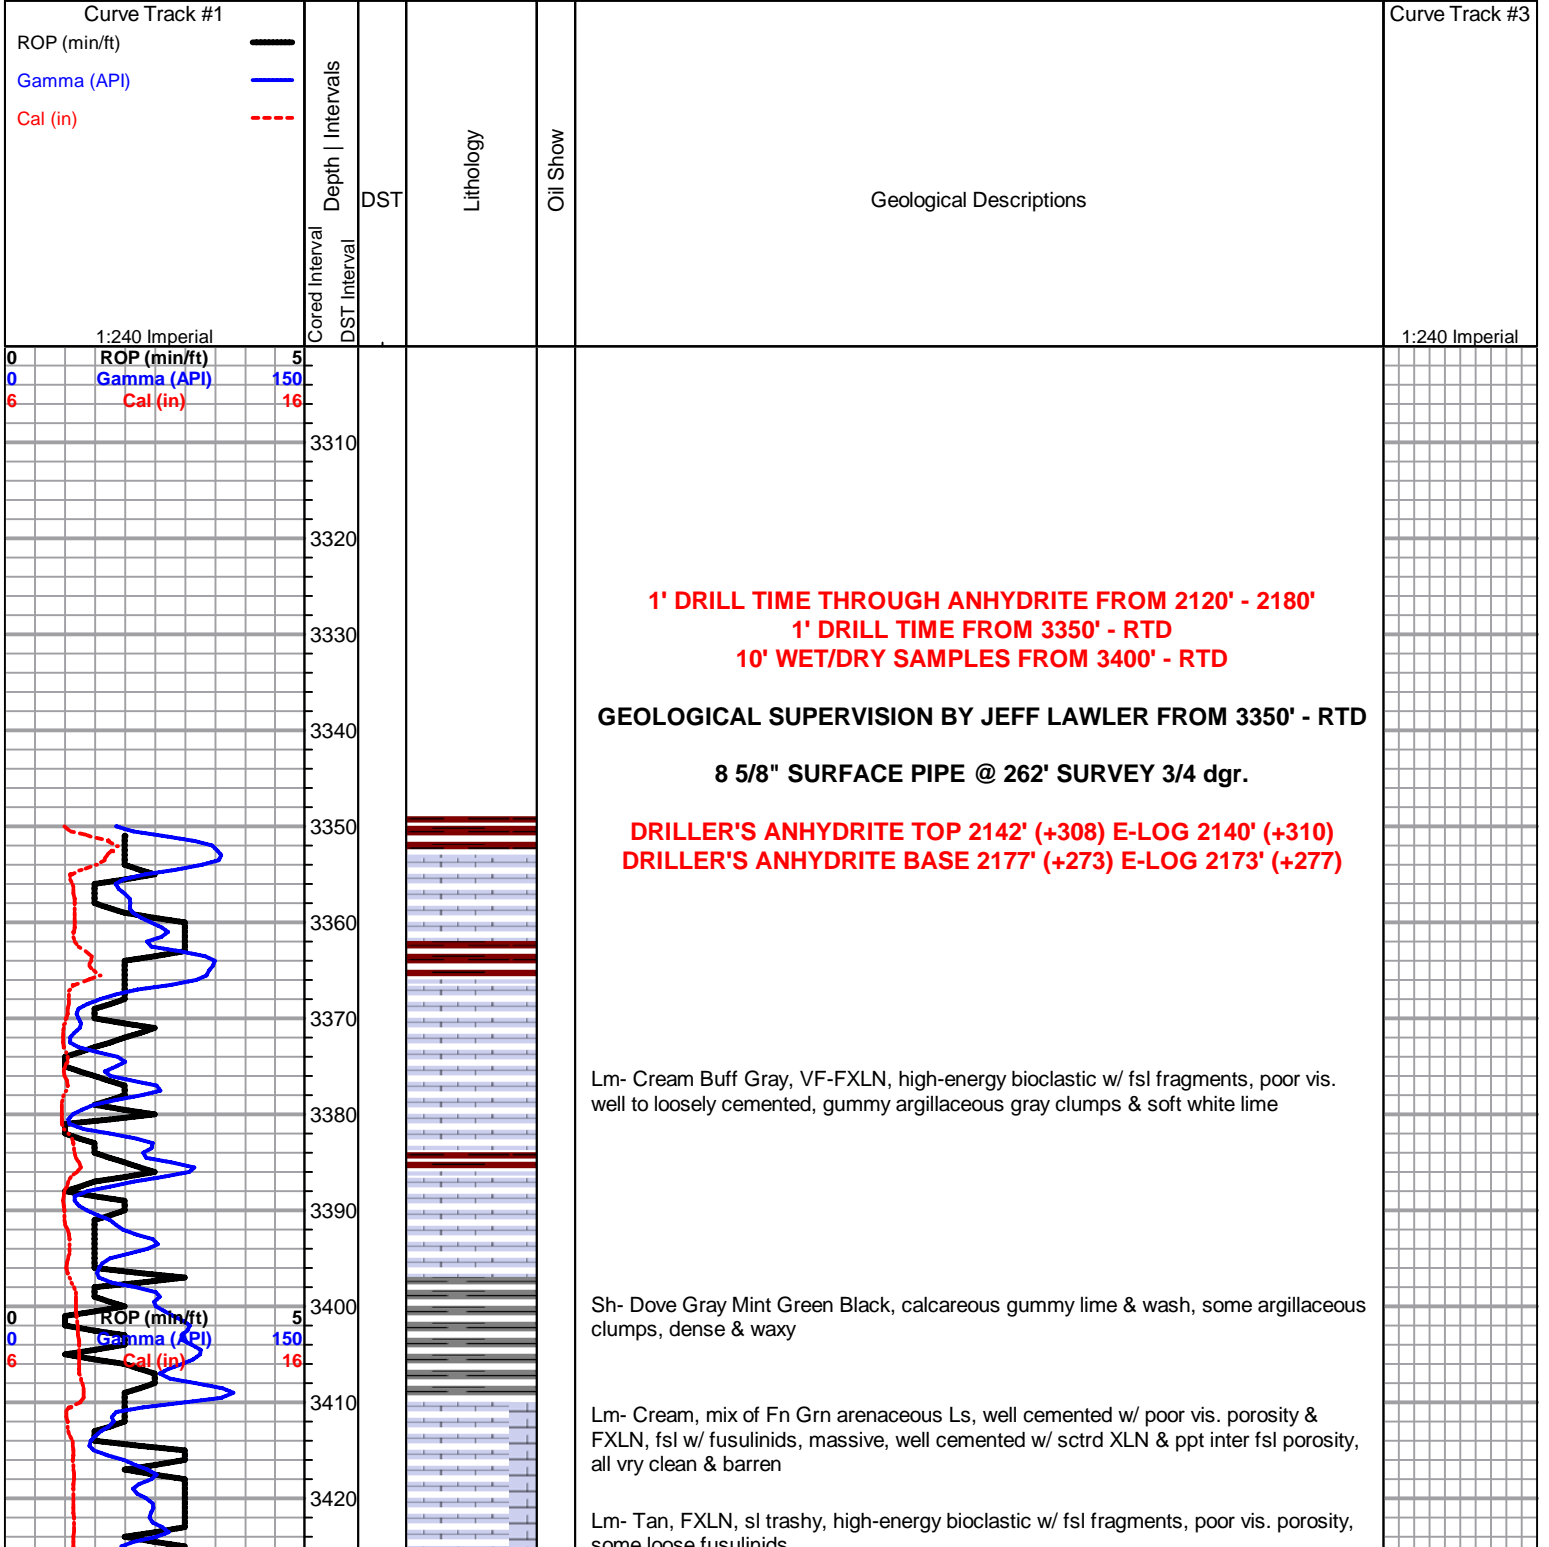 Curve Track #1
ROP (min/ft)
Gamma (API)
Cal (in)
1:240 Imperial
Depth | Intervals
Cored Interval
DST Interval
DST
Lithology
Oil Show
Geological Descriptions
Curve Track #3
1:240 Imperial
0 ROP (min/ft) 5
0 Gamma (API) 150
6 Cal (in) 16
3310
3320
1' DRILL TIME THROUGH ANHYDRITE FROM 2120' - 2180'
3330
1' DRILL TIME FROM 3350' - RTD
10' WET/DRY SAMPLES FROM 3400' - RTD
GEOLOGICAL SUPERVISION BY JEFF LAWLER FROM 3350' - RTD
3340
8 5/8" SURFACE PIPE @ 262' SURVEY 3/4 dgr.
3350
DRILLER'S ANHYDRITE TOP 2142' (+308) E-LOG 2140' (+310)
DRILLER'S ANHYDRITE BASE 2177' (+273) E-LOG 2173' (+277)
3360
3370
Lm- Cream Buff Gray, VF-FXLN, high-energy bioclastic w/ fsl fragments, poor vis.
well to loosely cemented, gummy argillaceous gray clumps & soft white lime
3380
3390
3400
Sh- Dove Gray Mint Green Black, calcareous gummy lime & wash, some argillaceous
clumps, dense & waxy
0 ROP (min/ft) 5
0 Gamma (API) 150
6 Cal (in) 16
3410
Lm- Cream, mix of Fn Grn arenaceous Ls, well cemented w/ poor vis. porosity &
FXLN, fsl w/ fusulinids, massive, well cemented w/ sctrd XLN & ppt inter fsl porosity,
all vry clean & barren
3420
Lm- Tan, FXLN, sl trashy, high-energy bioclastic w/ fsl fragments, poor vis. porosity,
some loose fusulinids